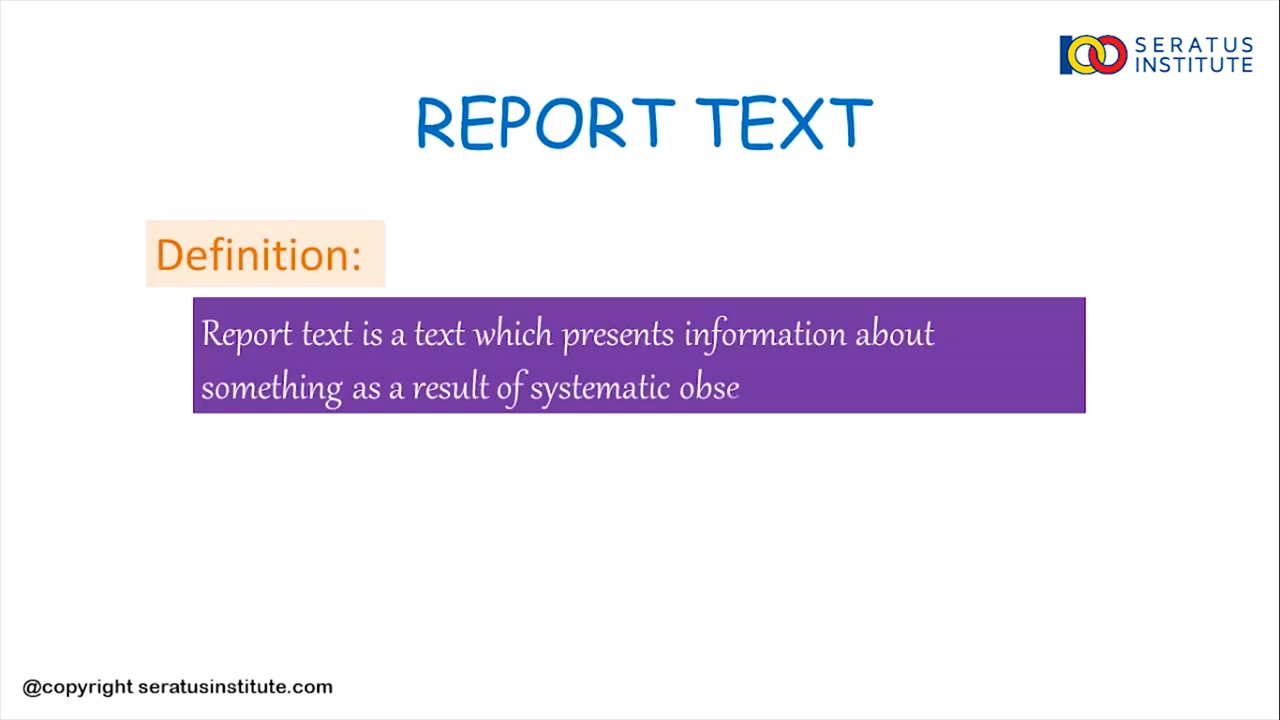 SERATUS
INSTITUTE
REPORT TEXT
Definition:
Report text is a text which presents information about
something as a result of systematic obse
@copyright seratusinstitute.com